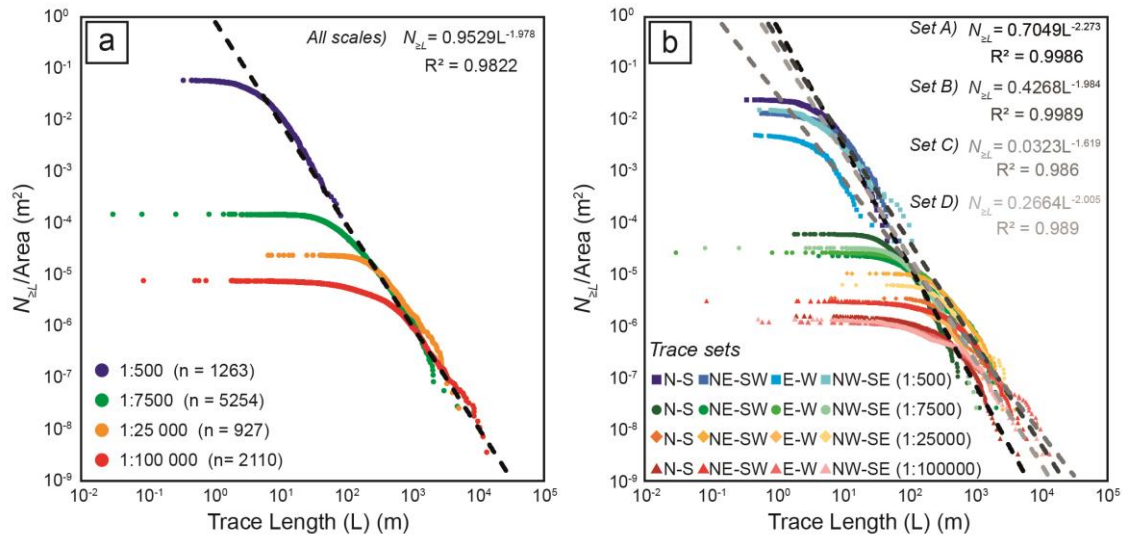 a
All scales) N≥L = 0.9529L-1.978
R² = 0.9822
10⁰
10-1
10-2
10-3
10-4
10-5
10-6
10-7
10-8
10-9
N≥L/Area (m²)
1:500 (n = 1263)
1:7500 (n = 5254)
1:25 000 (n = 927)
1:100 000 (n= 2110)
10-2 10-1 10⁰ 10¹ 10² 10³ 10⁴ 10⁵
Trace Length (L) (m)
b
Set A) N≥L = 0.7049L-2.273
R² = 0.9986
Set B) N≥L = 0.4268L-1.984
R² = 0.9989
Set C) N≥L = 0.0323L-1.619
R² = 0.986
Set D) N≥L = 0.2664L-2.005
R² = 0.989
10⁰
10-1
10-2
10-3
10-4
10-5
10-6
10-7
10-8
10-9
Trace sets
N-S NE-SW E-W NW-SE (1:500)
N-S NE-SW E-W NW-SE (1:7500)
N-S NE-SW E-W NW-SE (1:25000)
N-S NE-SW E-W NW-SE (1:100000)
10-2 10-1 10⁰ 10¹ 10² 10³ 10⁴ 10⁵
Trace Length (L) (m)